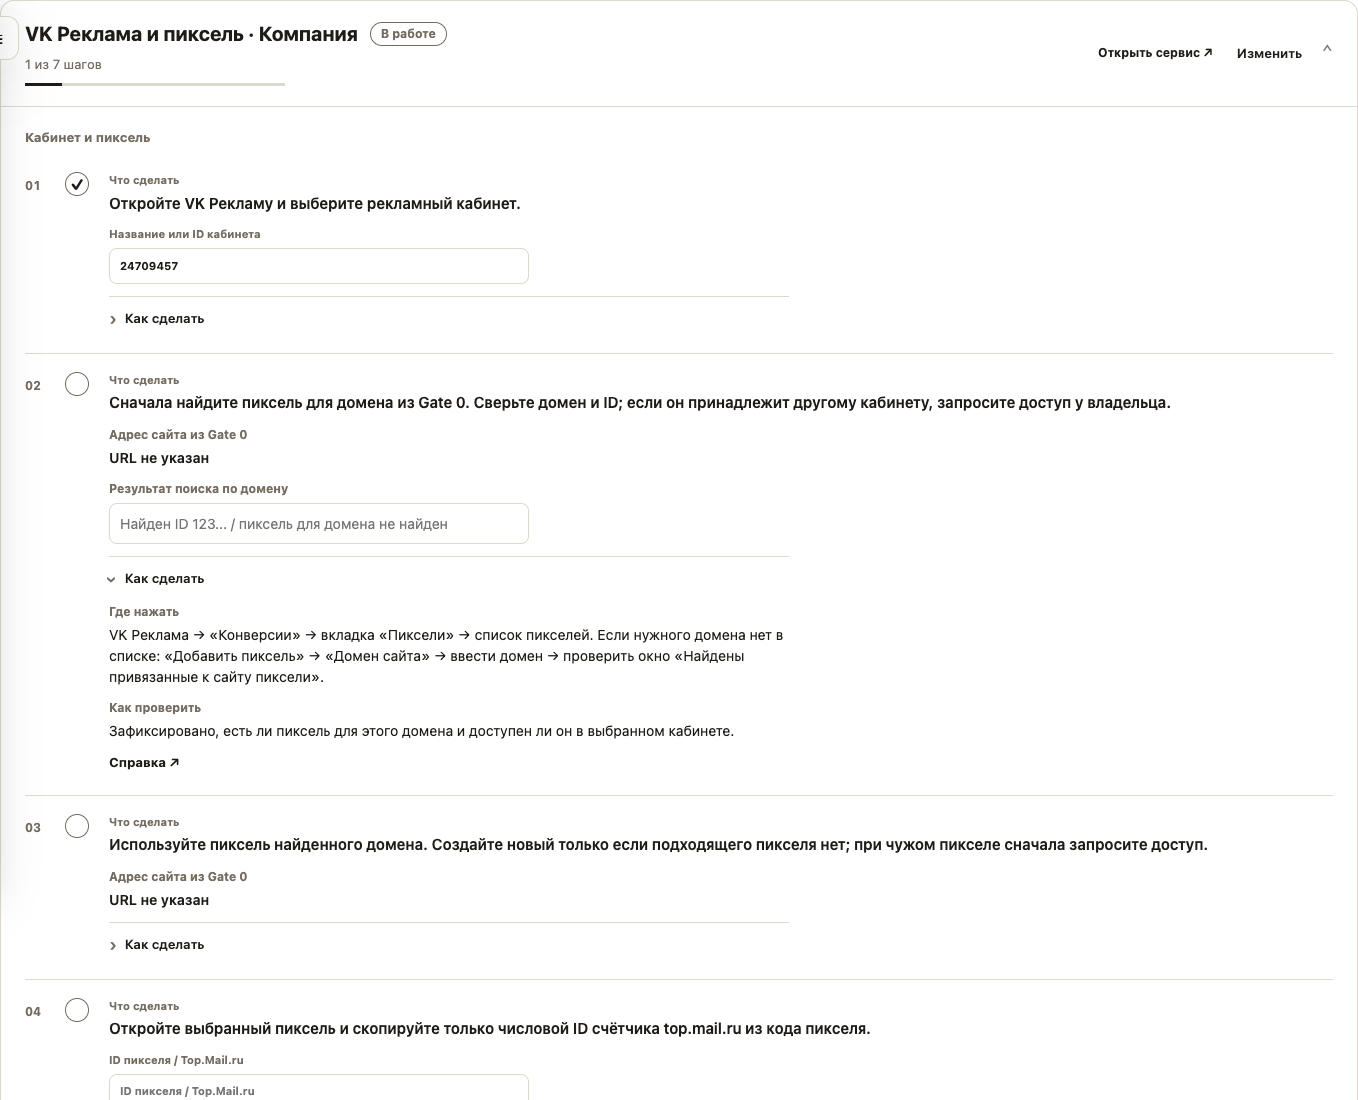 VK Реклама и пиксель · Компания
В работе
1 из 7 шагов
Открыть сервис ↗
Изменить
Кабинет и пиксель
01
Что сделать
Откройте VK Рекламу и выберите рекламный кабинет.
Название или ID кабинета
24709457
Как сделать
02
Что сделать
Сначала найдите пиксель для домена из Gate 0. Сверьте домен и ID; если он принадлежит другому кабинету, запросите доступ у владельца.
Адрес сайта из Gate 0
URL не указан
Результат поиска по домену
Найден ID 123... / пиксель для домена не найден
Как сделать
Где нажать
VK Реклама → «Конверсии» → вкладка «Пиксели» → список пикселей. Если нужного домена нет в
списке: «Добавить пиксель» → «Домен сайта» → ввести домен → проверить окно «Найдены
привязанные к сайту пиксели».
Как проверить
Зафиксировано, есть ли пиксель для этого домена и доступен ли он в выбранном кабинете.
Справка ↗
03
Что сделать
Используйте пиксель найденного домена. Создайте новый только если подходящего пикселя нет; при чужом пикселе сначала запросите доступ.
Адрес сайта из Gate 0
URL не указан
Как сделать
04
Что сделать
Откройте выбранный пиксель и скопируйте только числовой ID счётчика top.mail.ru из кода пикселя.
ID пикселя / Top.Mail.ru
ID пикселя / Top.Mail.ru